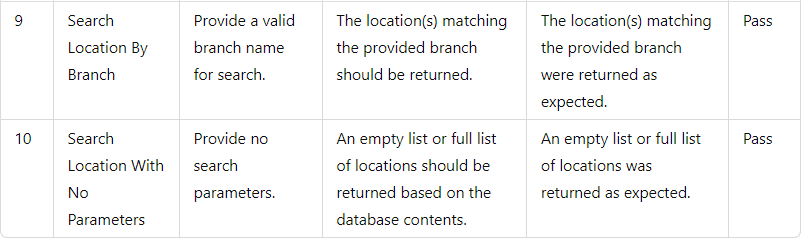 9
Search
Location By
Branch
Provide a valid
branch name
for search.
The location(s) matching
the provided branch
should be returned.
The location(s) matching
the provided branch
were returned as
expected.
Pass
10
Search
Location With
No
Parameters
Provide no
search
parameters.
An empty list or full list
of locations should be
returned based on the
database contents.
An empty list or full list
of locations was
returned as expected.
Pass